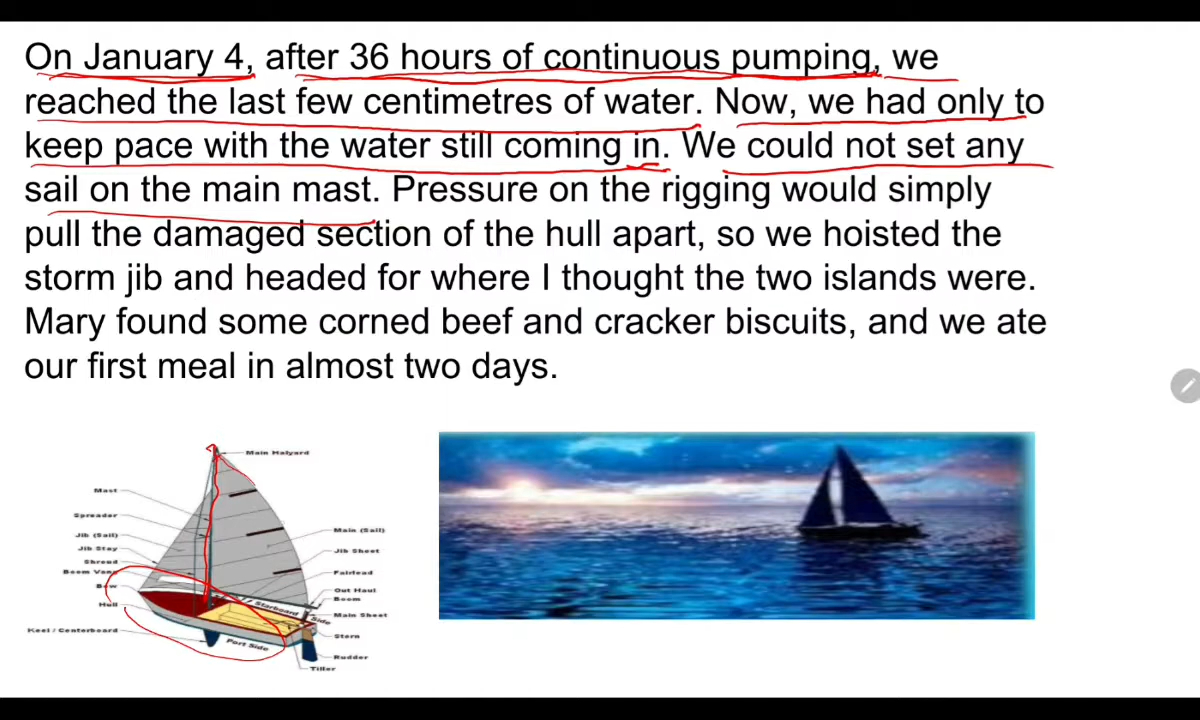 On January 4, after 36 hours of continuous pumping, we
reached the last few centimetres of water. Now, we had only to
keep pace with the water still coming in. We could not set any
sail on the main mast. Pressure on the rigging would simply
pull the damaged section of the hull apart, so we hoisted the
storm jib and headed for where I thought the two islands were.
Mary found some corned beef and cracker biscuits, and we ate
our first meal in almost two days.
Main Halyard
Mast
Spreader
Jib (Sail)
Jib Stay
Shroud
Boom Vang
Bow
Hull
Keel / Centerboard
Main (Sail)
Jib Sheet
Fairlead
Out Haul
Boom
Main Sheet
Stern
Rudder
Tiller
Starboard Side
Port Side